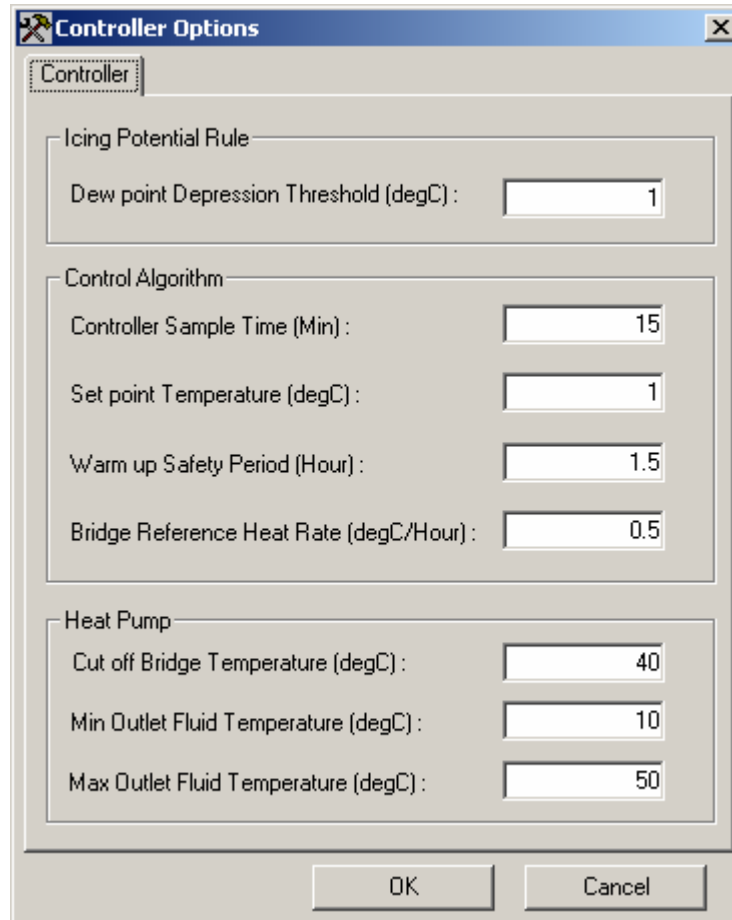 Controller Options
Controller
Icing Potential Rule
Dew point Depression Threshold (degC) : 1
Control Algorithm
Controller Sample Time (Min) : 15
Set point Temperature (degC) : 1
Warm up Safety Period (Hour) : 1.5
Bridge Reference Heat Rate (degC/Hour) : 0.5
Heat Pump
Cut off Bridge Temperature (degC) : 40
Min Outlet Fluid Temperature (degC) : 10
Max Outlet Fluid Temperature (degC) : 50
OK Cancel